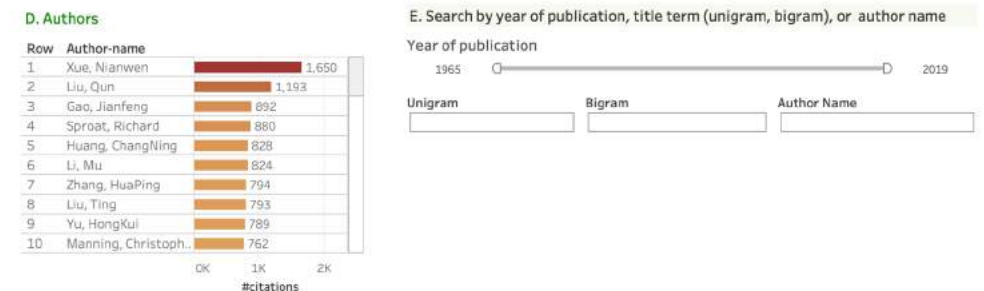 D. Authors
Row Author-name
1 Xue, Nianwen 1,650
2 Liu, Qun 1,193
3 Gao, Jianfeng 892
4 Sproat, Richard 880
5 Huang, ChangNing 828
6 Li, Mu 824
7 Zhang, HuaPing 794
8 Liu, Ting 793
9 Yu, HongKui 789
10 Manning, Christoph.. 762
0K 1K 2K
#citations
E. Search by year of publication, title term (unigram, bigram), or author name
Year of publication
1965 2019
Unigram Bigram Author Name